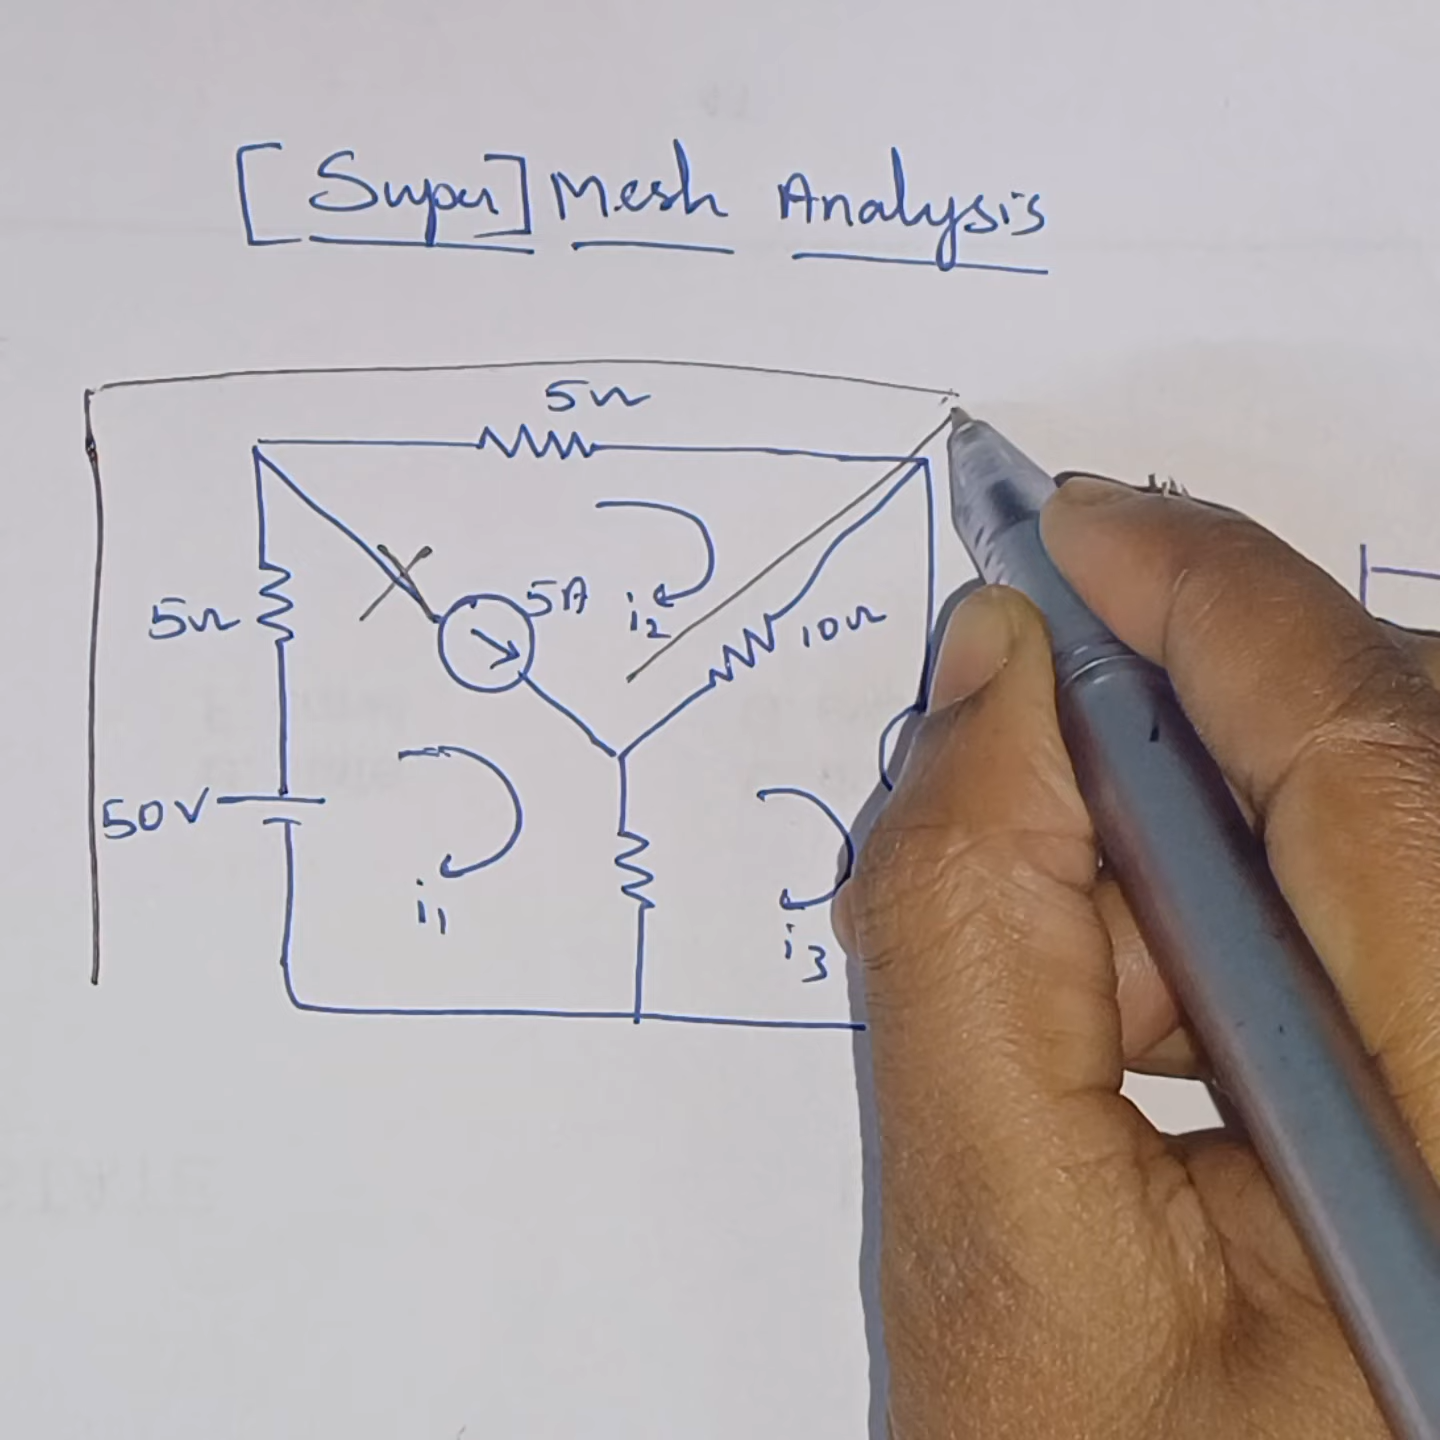 [Super] Mesh Analysis
5Ω
5Ω
5A
i₂
10Ω
50V
i₁
i₃